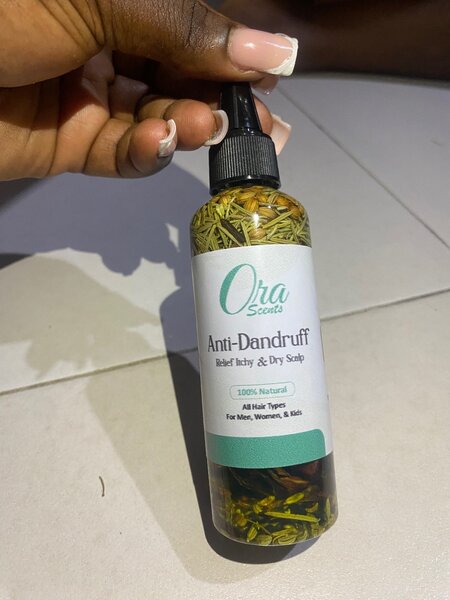 Ora
Scents
Anti-Dandruff
Relief Itchy & Dry Scalp
100% Natural
All Hair Types
For Men, Women, & Kids